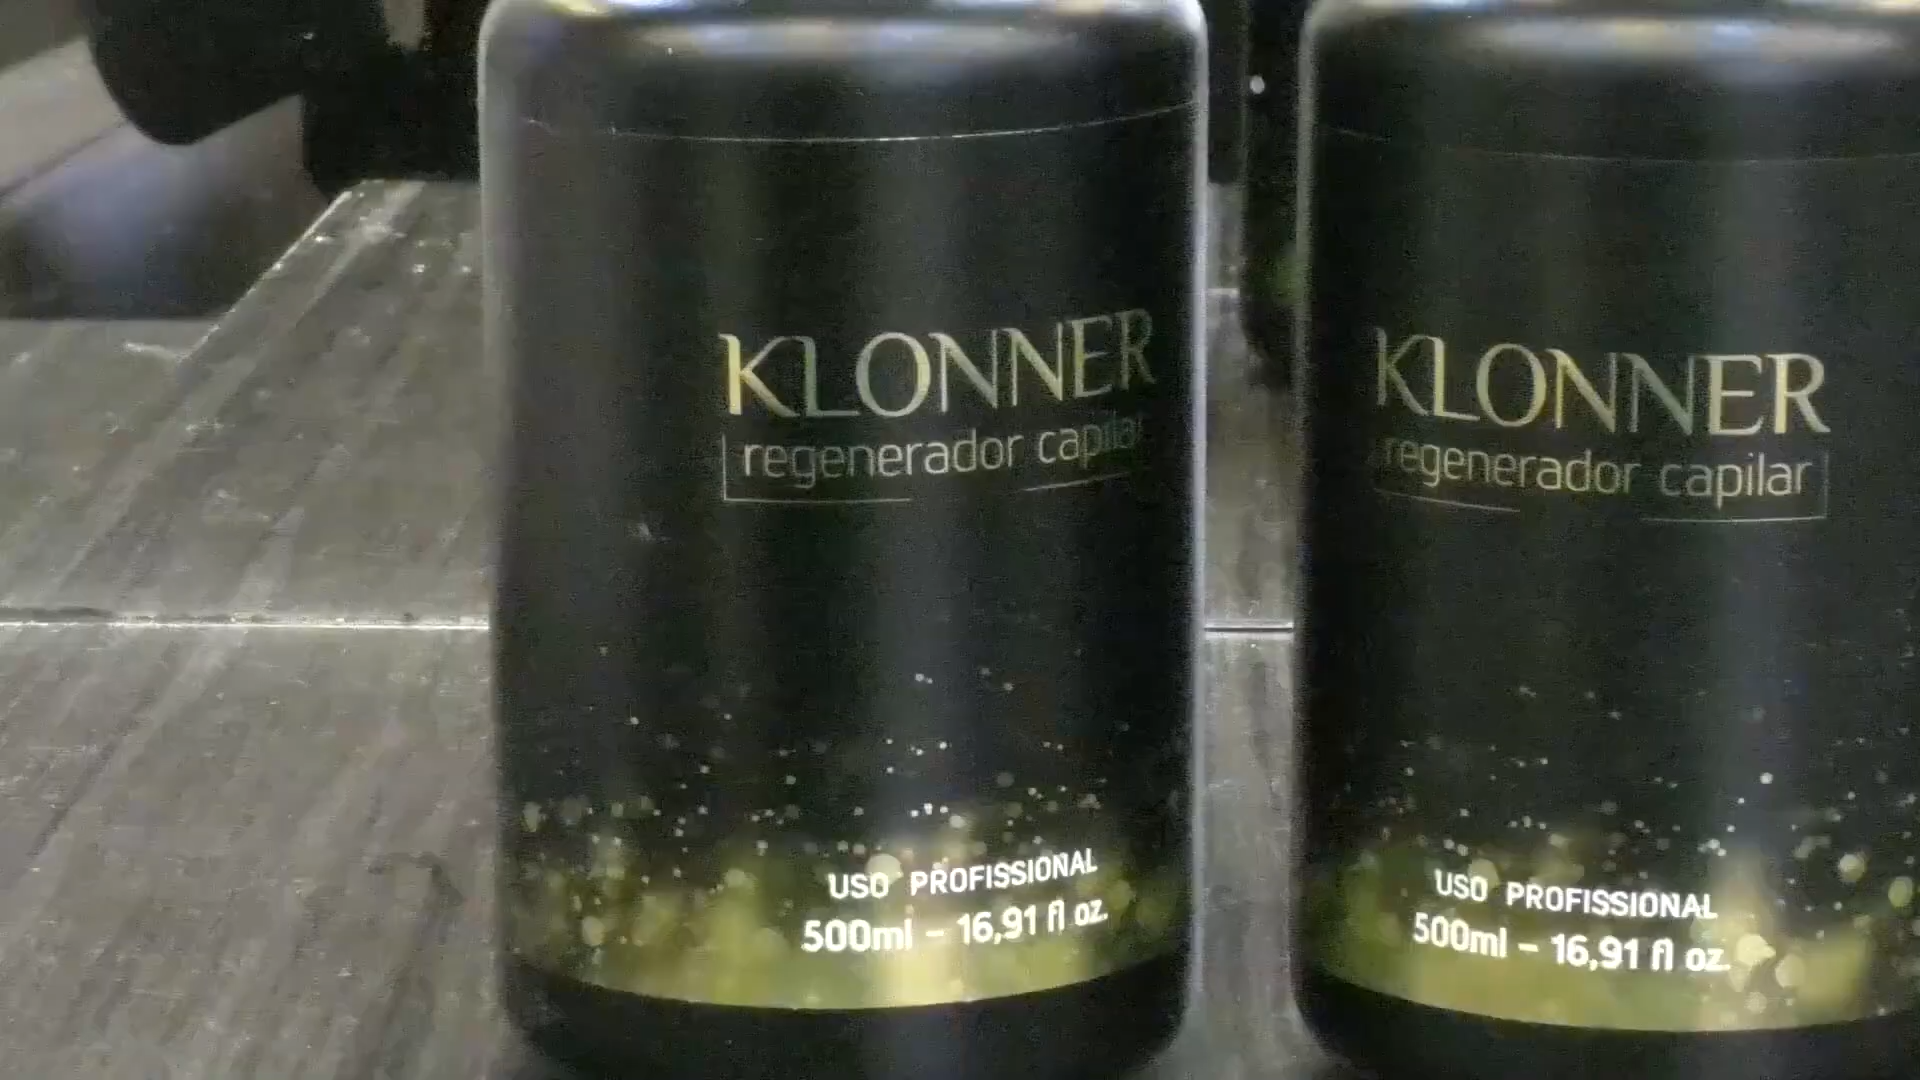 KLONNER
regenerador capilar
USO PROFISSIONAL
500ml – 16,91 fl oz.
KLONNER
regenerador capilar
USO PROFISSIONAL
500ml – 16,91 fl oz.